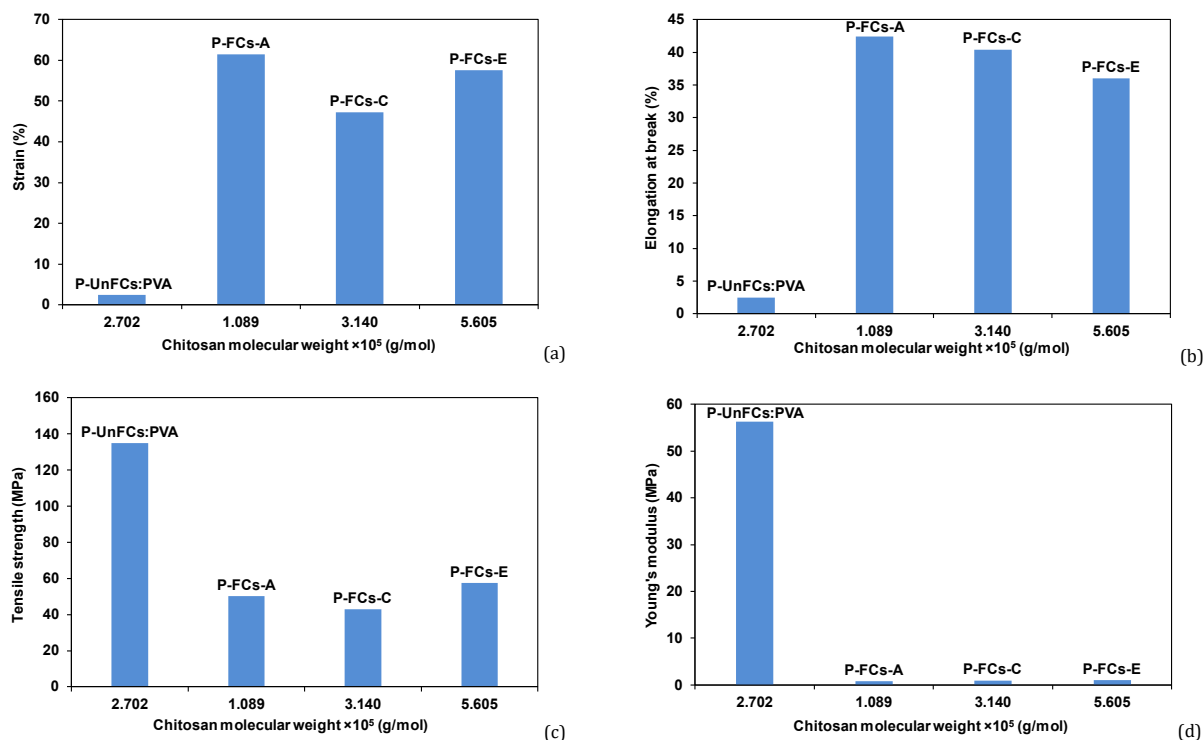 70
60
50
40
30
20
10
0
Strain (%)
P-UnFCs:PVA
P-FCs-A
P-FCs-C
P-FCs-E
2.702 1.089 3.140 5.605
Chitosan molecular weight ×10⁵ (g/mol)
(a)
45
40
35
30
25
20
15
10
5
0
Elongation at break (%)
P-UnFCs:PVA
P-FCs-A
P-FCs-C
P-FCs-E
2.702 1.089 3.140 5.605
Chitosan molecular weight ×10⁵ (g/mol)
(b)
160
140
120
100
80
60
40
20
0
Tensile strength (MPa)
P-UnFCs:PVA
P-FCs-A
P-FCs-C
P-FCs-E
2.702 1.089 3.140 5.605
Chitosan molecular weight ×10⁵ (g/mol)
(c)
60
50
40
30
20
10
0
Young's modulus (MPa)
P-UnFCs:PVA
P-FCs-A
P-FCs-C
P-FCs-E
2.702 1.089 3.140 5.605
Chitosan molecular weight ×10⁵ (g/mol)
(d)